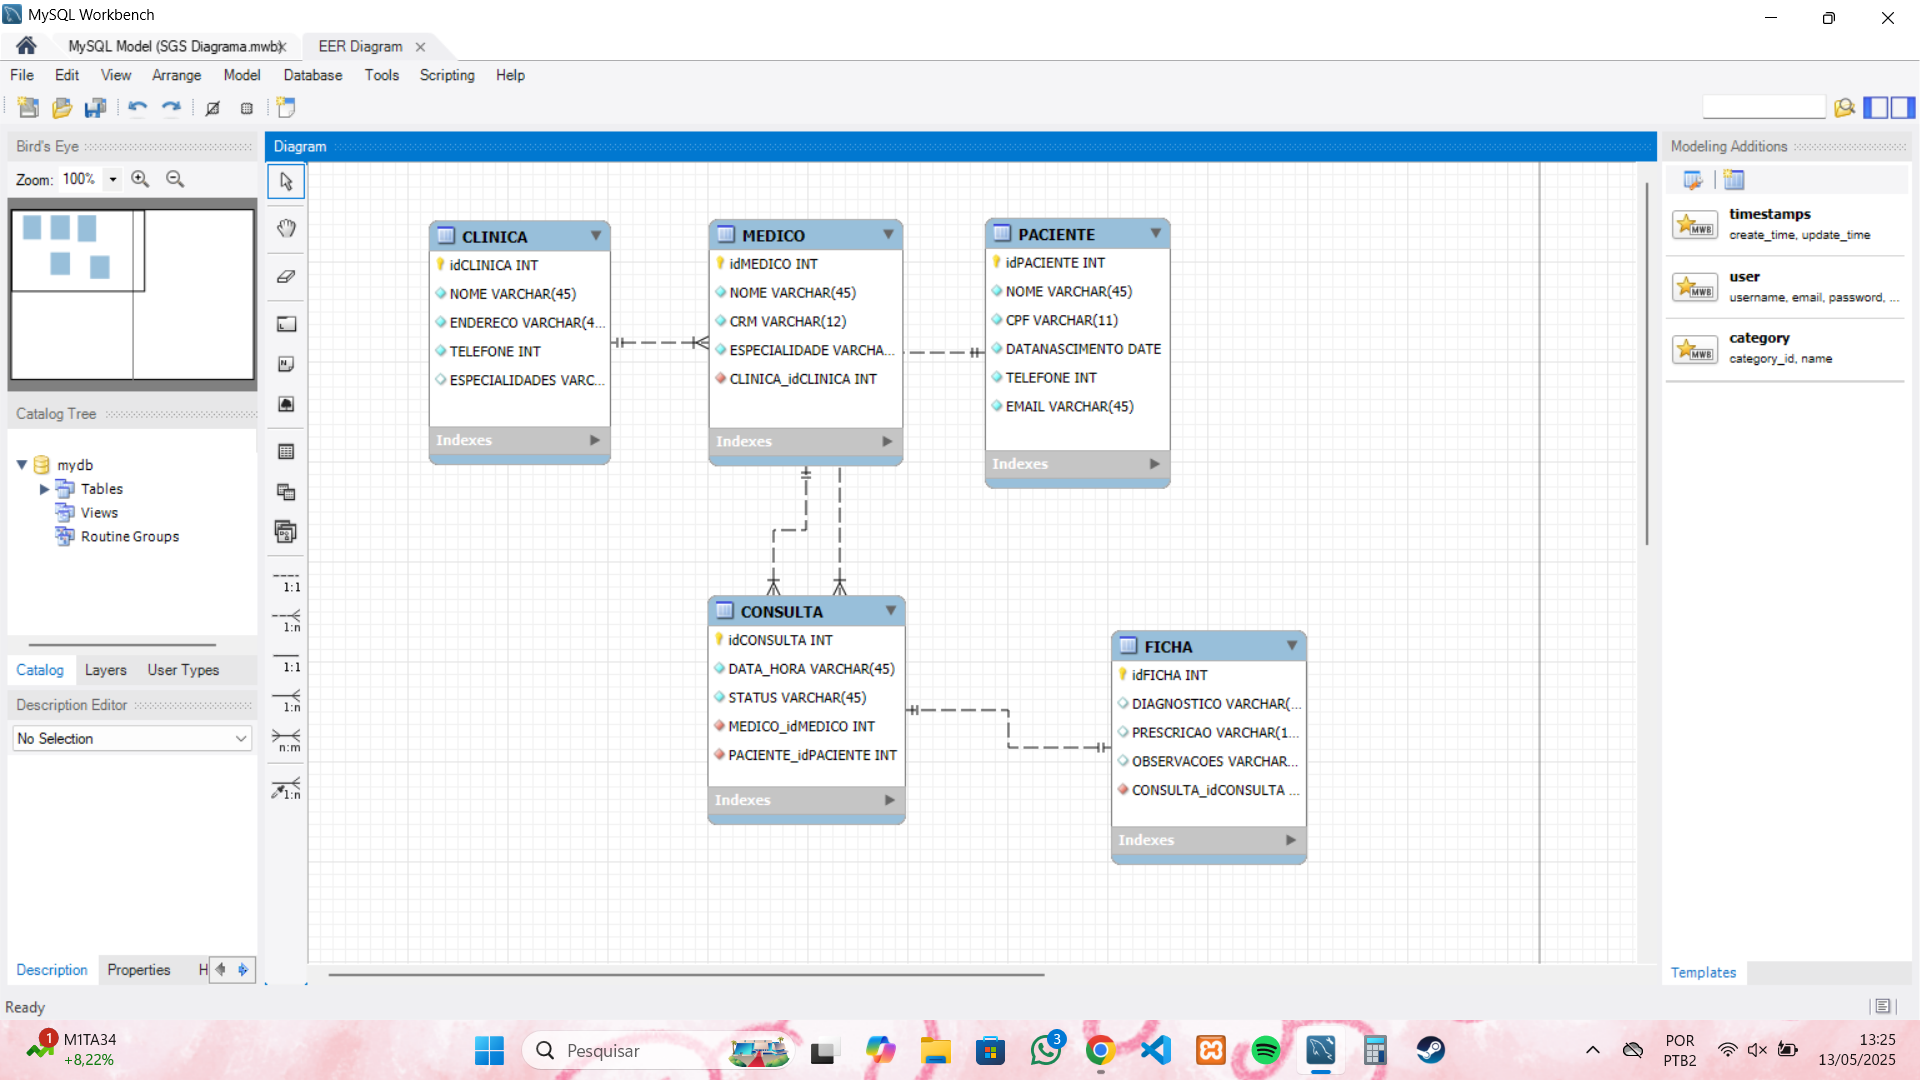 MySQL Workbench
MySQL Model (SGS Diagrama.mwb)
EER Diagram
File Edit View Arrange Model Database Tools Scripting Help
Bird's Eye
Zoom: 100%
Diagram
Modeling Additions
timestamps
create_time, update_time
user
username, email, password, ...
category
category_id, name
Templates
Catalog Tree
mydb
Tables
Views
Routine Groups
Catalog Layers User Types
Description Editor
No Selection
Description Properties H
1:1
1:n
1:1
1:n
n:m
1:n
CLINICA
idCLINICA INT
NOME VARCHAR(45)
ENDERECO VARCHAR(4...
TELEFONE INT
ESPECIALIDADES VARC...
Indexes
MEDICO
idMEDICO INT
NOME VARCHAR(45)
CRM VARCHAR(12)
ESPECIALIDADE VARCHA...
CLINICA_idCLINICA INT
Indexes
PACIENTE
idPACIENTE INT
NOME VARCHAR(45)
CPF VARCHAR(11)
DATANASCIMENTO DATE
TELEFONE INT
EMAIL VARCHAR(45)
Indexes
CONSULTA
idCONSULTA INT
DATA_HORA VARCHAR(45)
STATUS VARCHAR(45)
MEDICO_idMEDICO INT
PACIENTE_idPACIENTE INT
Indexes
FICHA
idFICHA INT
DIAGNOSTICO VARCHAR(...
PRESCRICAO VARCHAR(1...
OBSERVACOES VARCHAR...
CONSULTA_idCONSULTA ...
Indexes
Ready
1
M1TA34
+8,22%
Pesquisar
3
POR
PTB2
13:25
13/05/2025
MWB
MWB
MWB